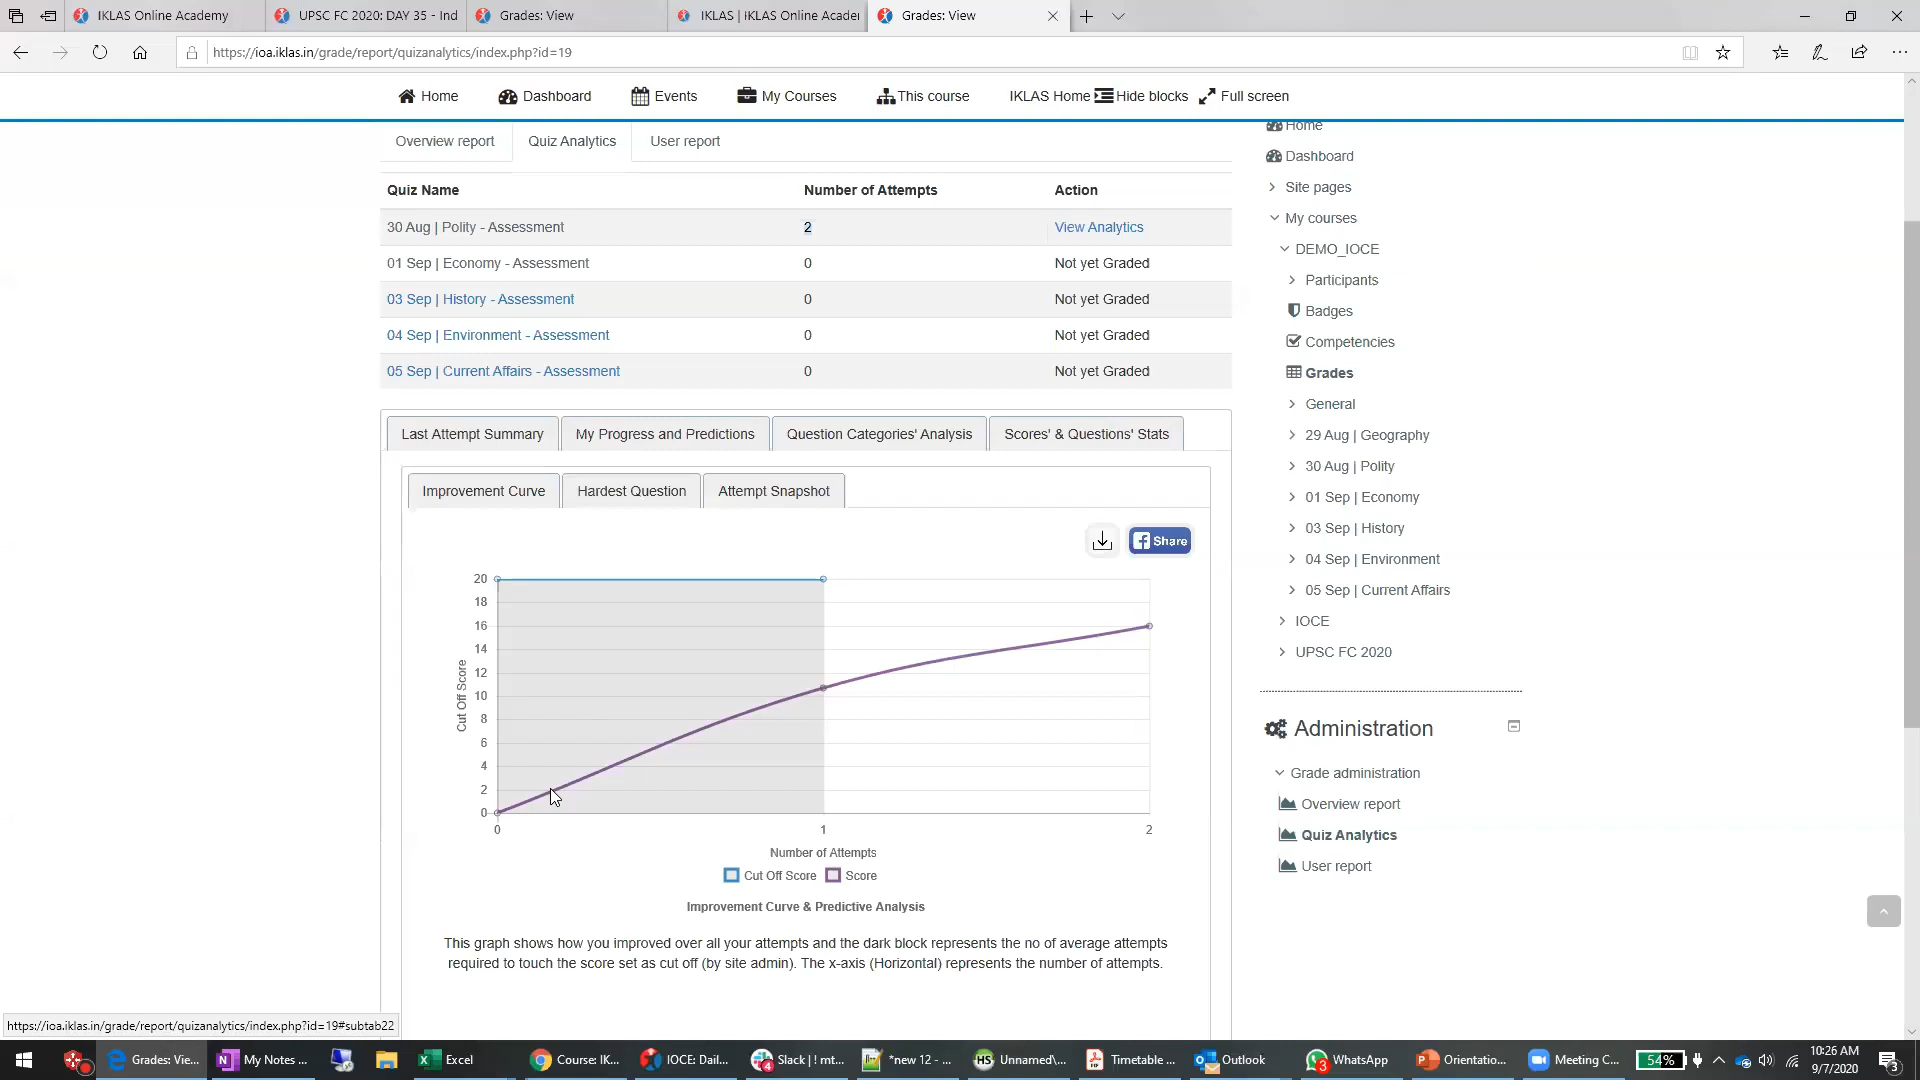 IKLAS Online Academy
UPSC FC 2020: DAY 35 - Ind
Grades: View
IKLAS | iKLAS Online Acader
Grades: View
https://ioa.iklas.in/grade/report/quizanalytics/index.php?id=19
Home
Dashboard
Events
My Courses
This course
IKLAS Home
Hide blocks
Full screen
Overview report
Quiz Analytics
User report
Quiz Name Number of Attempts Action
30 Aug | Polity - Assessment 2 View Analytics
01 Sep | Economy - Assessment 0 Not yet Graded
03 Sep | History - Assessment 0 Not yet Graded
04 Sep | Environment - Assessment 0 Not yet Graded
05 Sep | Current Affairs - Assessment 0 Not yet Graded
Last Attempt Summary
My Progress and Predictions
Question Categories' Analysis
Scores' & Questions' Stats
Improvement Curve
Hardest Question
Attempt Snapshot
Share
20
18
16
14
12
10
8
6
4
2
0
Cut Off Score
0 1 2
Number of Attempts
Cut Off Score Score
Improvement Curve & Predictive Analysis
This graph shows how you improved over all your attempts and the dark block represents the no of average attempts
required to touch the score set as cut off (by site admin). The x-axis (Horizontal) represents the number of attempts.
Home
Dashboard
Site pages
My courses
DEMO_IOCE
Participants
Badges
Competencies
Grades
General
29 Aug | Geography
30 Aug | Polity
01 Sep | Economy
03 Sep | History
04 Sep | Environment
05 Sep | Current Affairs
IOCE
UPSC FC 2020
Administration
Grade administration
Overview report
Quiz Analytics
User report
https://ioa.iklas.in/grade/report/quizanalytics/index.php?id=19#subtab22
Grades: Vie...
My Notes ...
Excel
Course: IK...
IOCE: Dail...
4
Slack | ! mt...
*new 12 - ...
HS
Unnamed\...
Timetable ...
Outlook
3
WhatsApp
Orientatio...
Meeting C...
54%
10:26 AM
9/7/2020
3